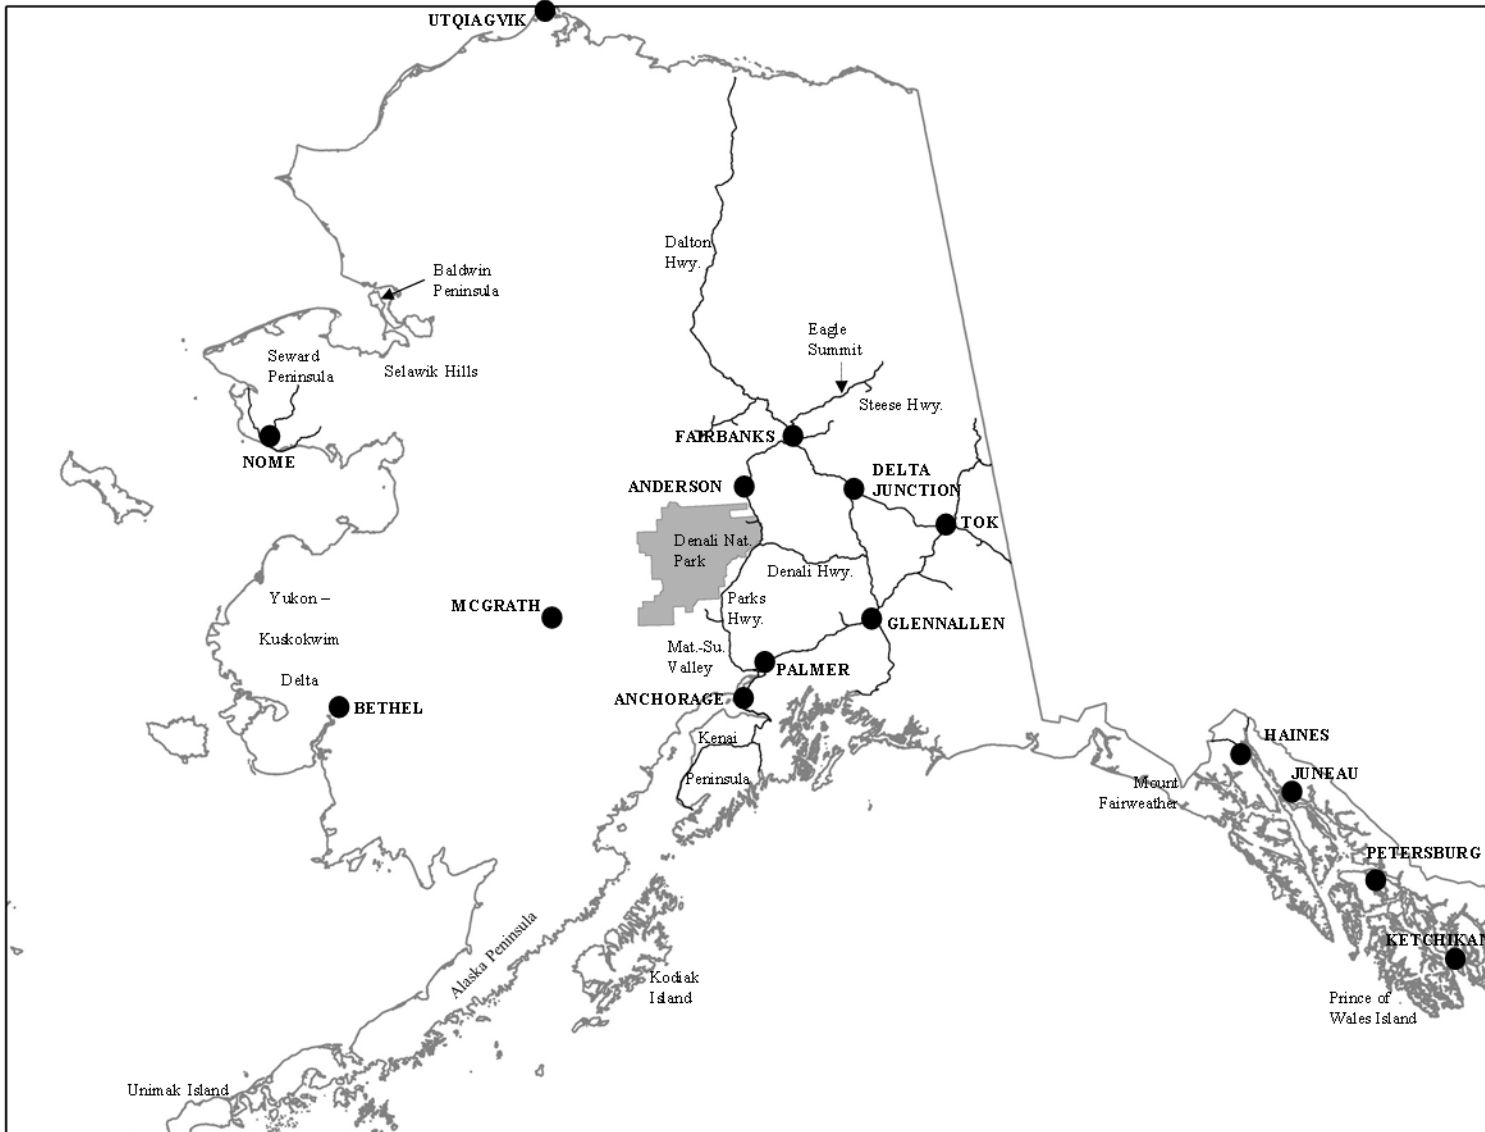 UTQIAGVIK
Dalton
Hwy.
Baldwin
Peninsula
Eagle
Summit
Seward
Peninsula
Selawik Hills
Steese Hwy.
FAIRBANKS
NOME
DELTA
JUNCTION
ANDERSON
TOK
Denali Nat.
Park
Denali Hwy.
Yukon –
Kuskokwim
Delta
MCGRATH
Parks
Hwy.
GLENNALLEN
Mat.-Su.
Valley
PALMER
ANCHORAGE
BETHEL
Kenai
Peninsula
HAINES
JUNEAU
Mount
Fairweather
PETERSBURG
KETCHIKAN
Alaska Peninsula
Kodiak
Island
Prince of
Wales Island
Unimak Island